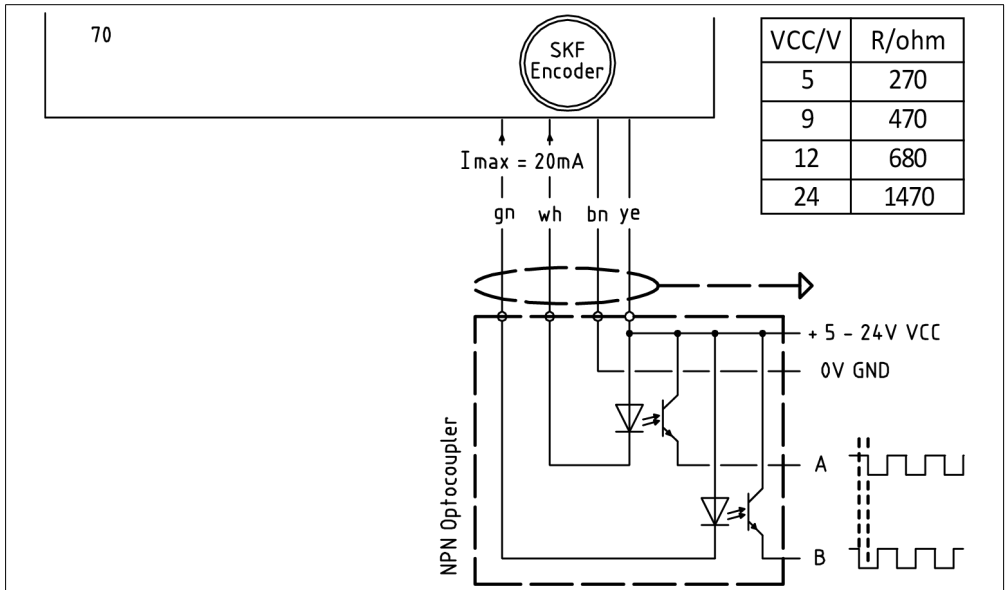 70
SKF
Encoder
VCC/V R/ohm
5 270
9 470
12 680
24 1470
Imax = 20mA
gn wh bn ye
+ 5 - 24V VCC
0V GND
NPN Optocoupler
A
B